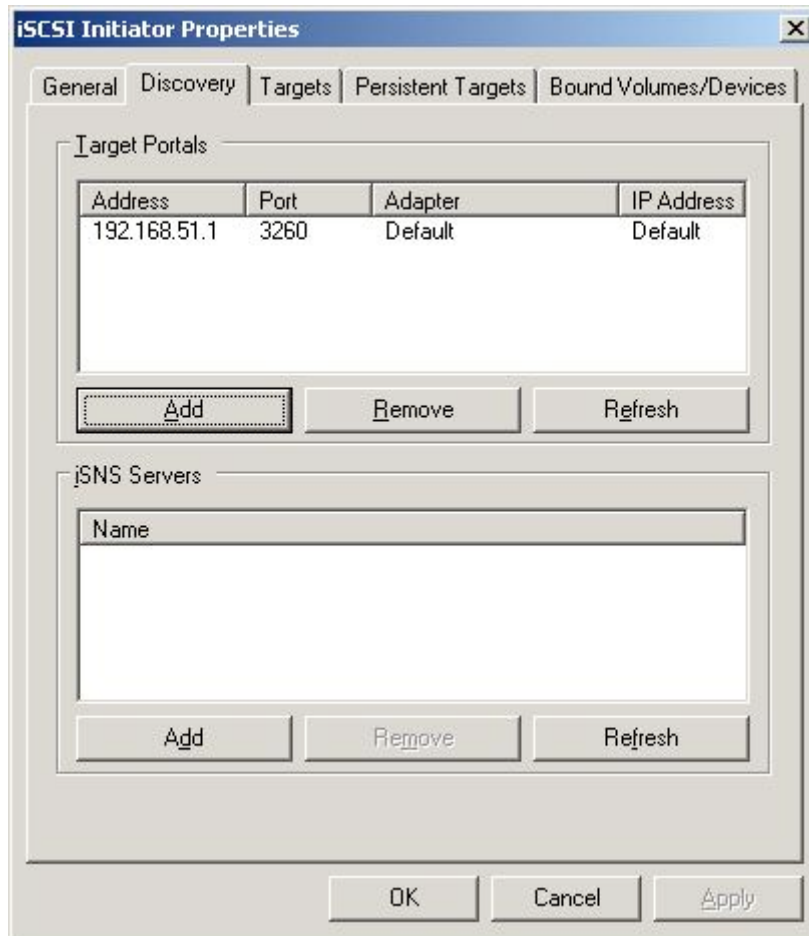 iSCSI Initiator Properties
General Discovery Targets Persistent Targets Bound Volumes/Devices
Target Portals
Address Port Adapter IP Address
192.168.51.1 3260 Default Default
Add Remove Refresh
iSNS Servers
Name
Add Remove Refresh
OK Cancel Apply